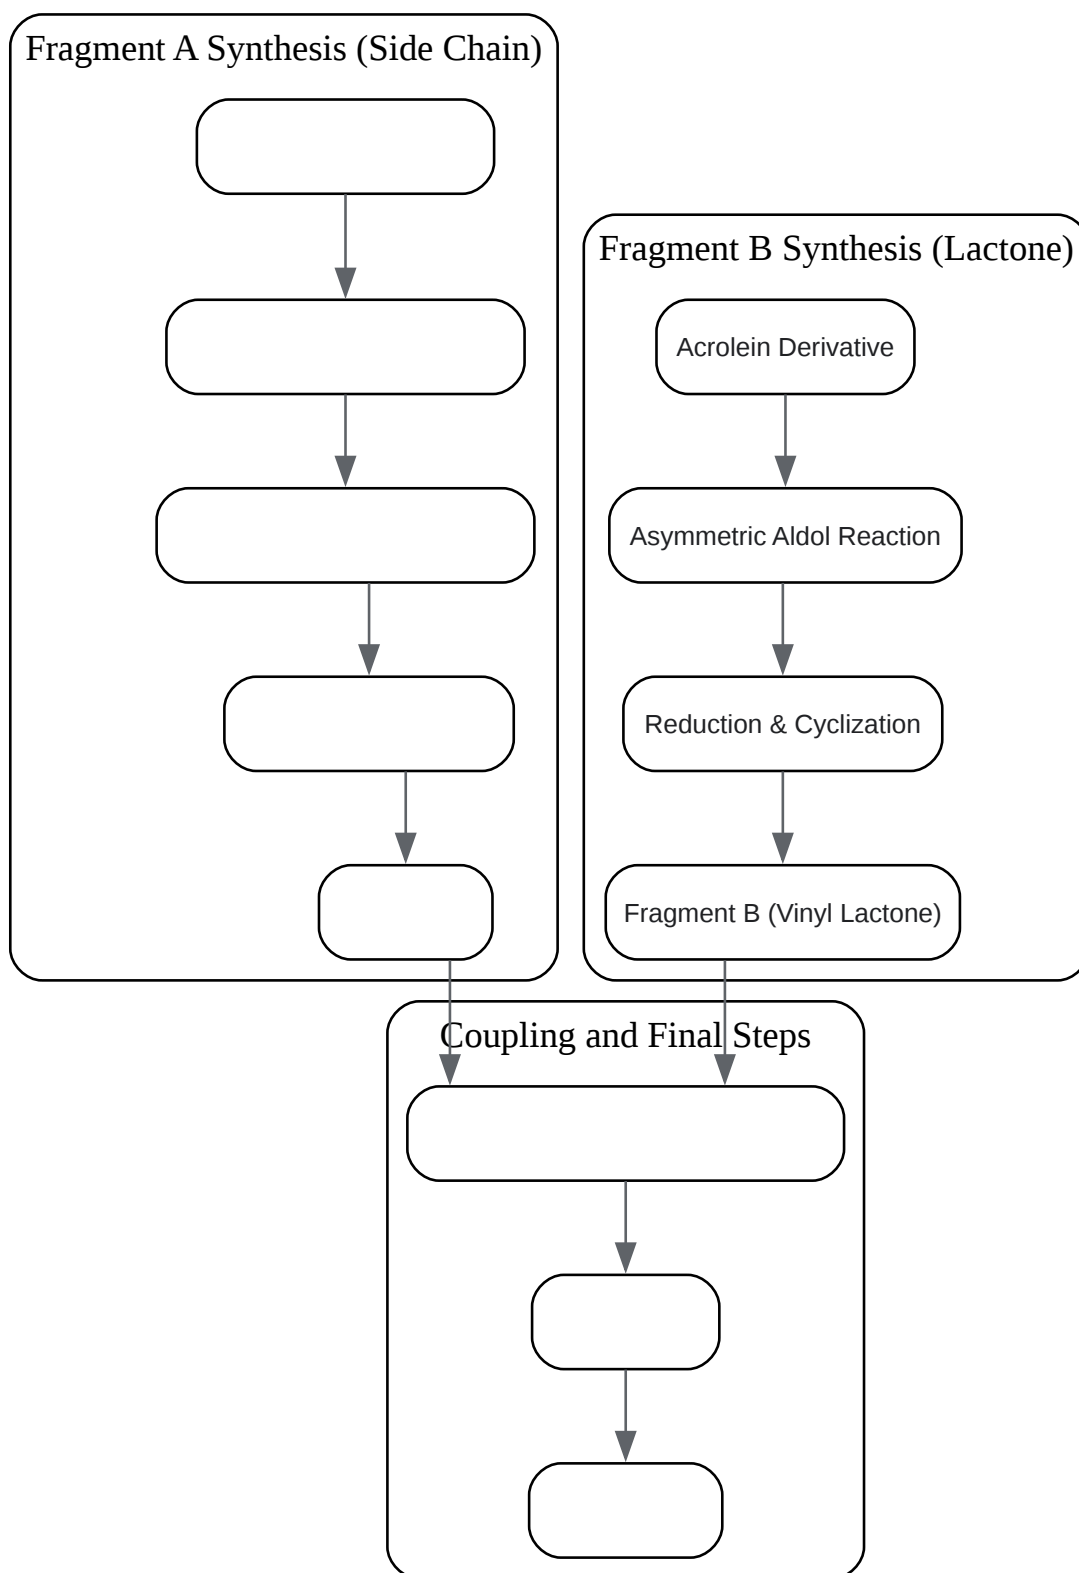 Fragment A Synthesis (Side Chain)
Fragment B Synthesis (Lactone)
Acrolein Derivative
Asymmetric Aldol Reaction
Reduction & Cyclization
Fragment B (Vinyl Lactone)
Coupling and Final Steps